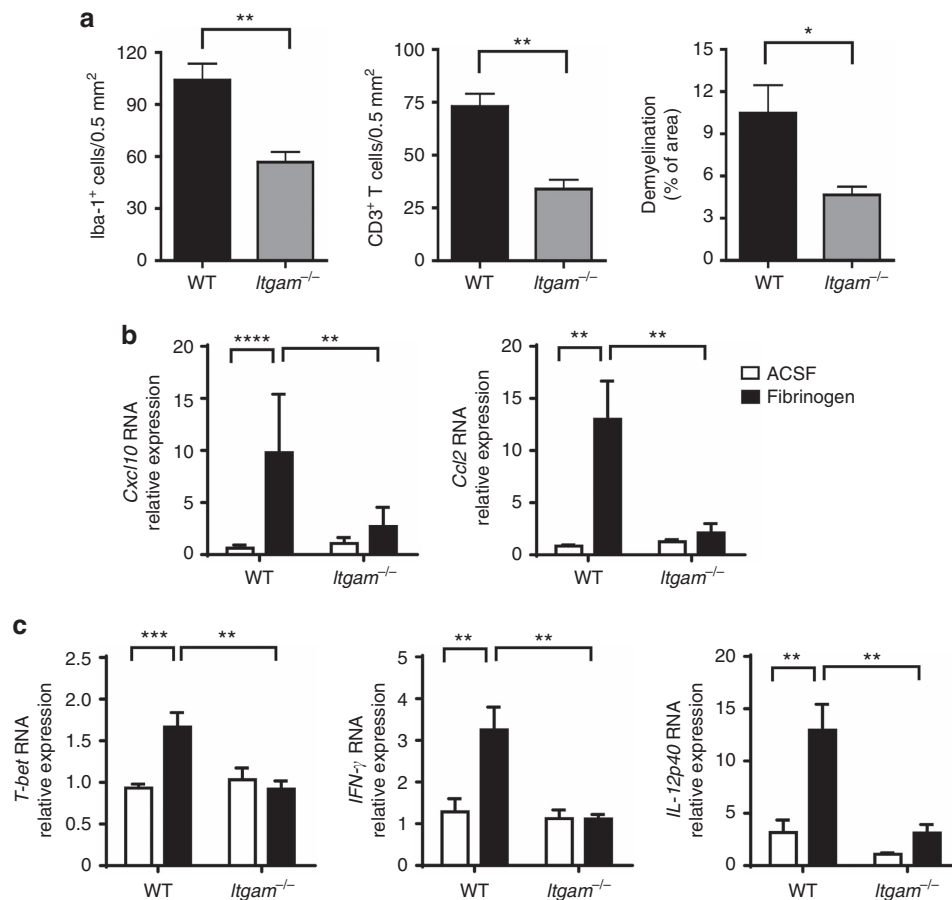 a
**
**
*
120
90
60
30
0
Iba-1⁺ cells/0.5 mm²
WT
Itgam⁻/⁻
100
75
50
25
0
CD3⁺ T cells/0.5 mm²
WT
Itgam⁻/⁻
15
12
9
6
3
0
Demyelination
(% of area)
WT
Itgam⁻/⁻
b
****
**
20
15
10
5
0
Cxcl10 RNA
relative expression
WT
Itgam⁻/⁻
**
**
20
15
10
5
0
Ccl2 RNA
relative expression
WT
Itgam⁻/⁻
ACSF
Fibrinogen
c
***
**
2.5
2.0
1.5
1.0
0.5
0
T-bet RNA
relative expression
WT
Itgam⁻/⁻
**
**
5
4
3
2
1
0
IFN-γ RNA
relative expression
WT
Itgam⁻/⁻
**
**
20
15
10
5
0
IL-12p40 RNA
relative expression
WT
Itgam⁻/⁻